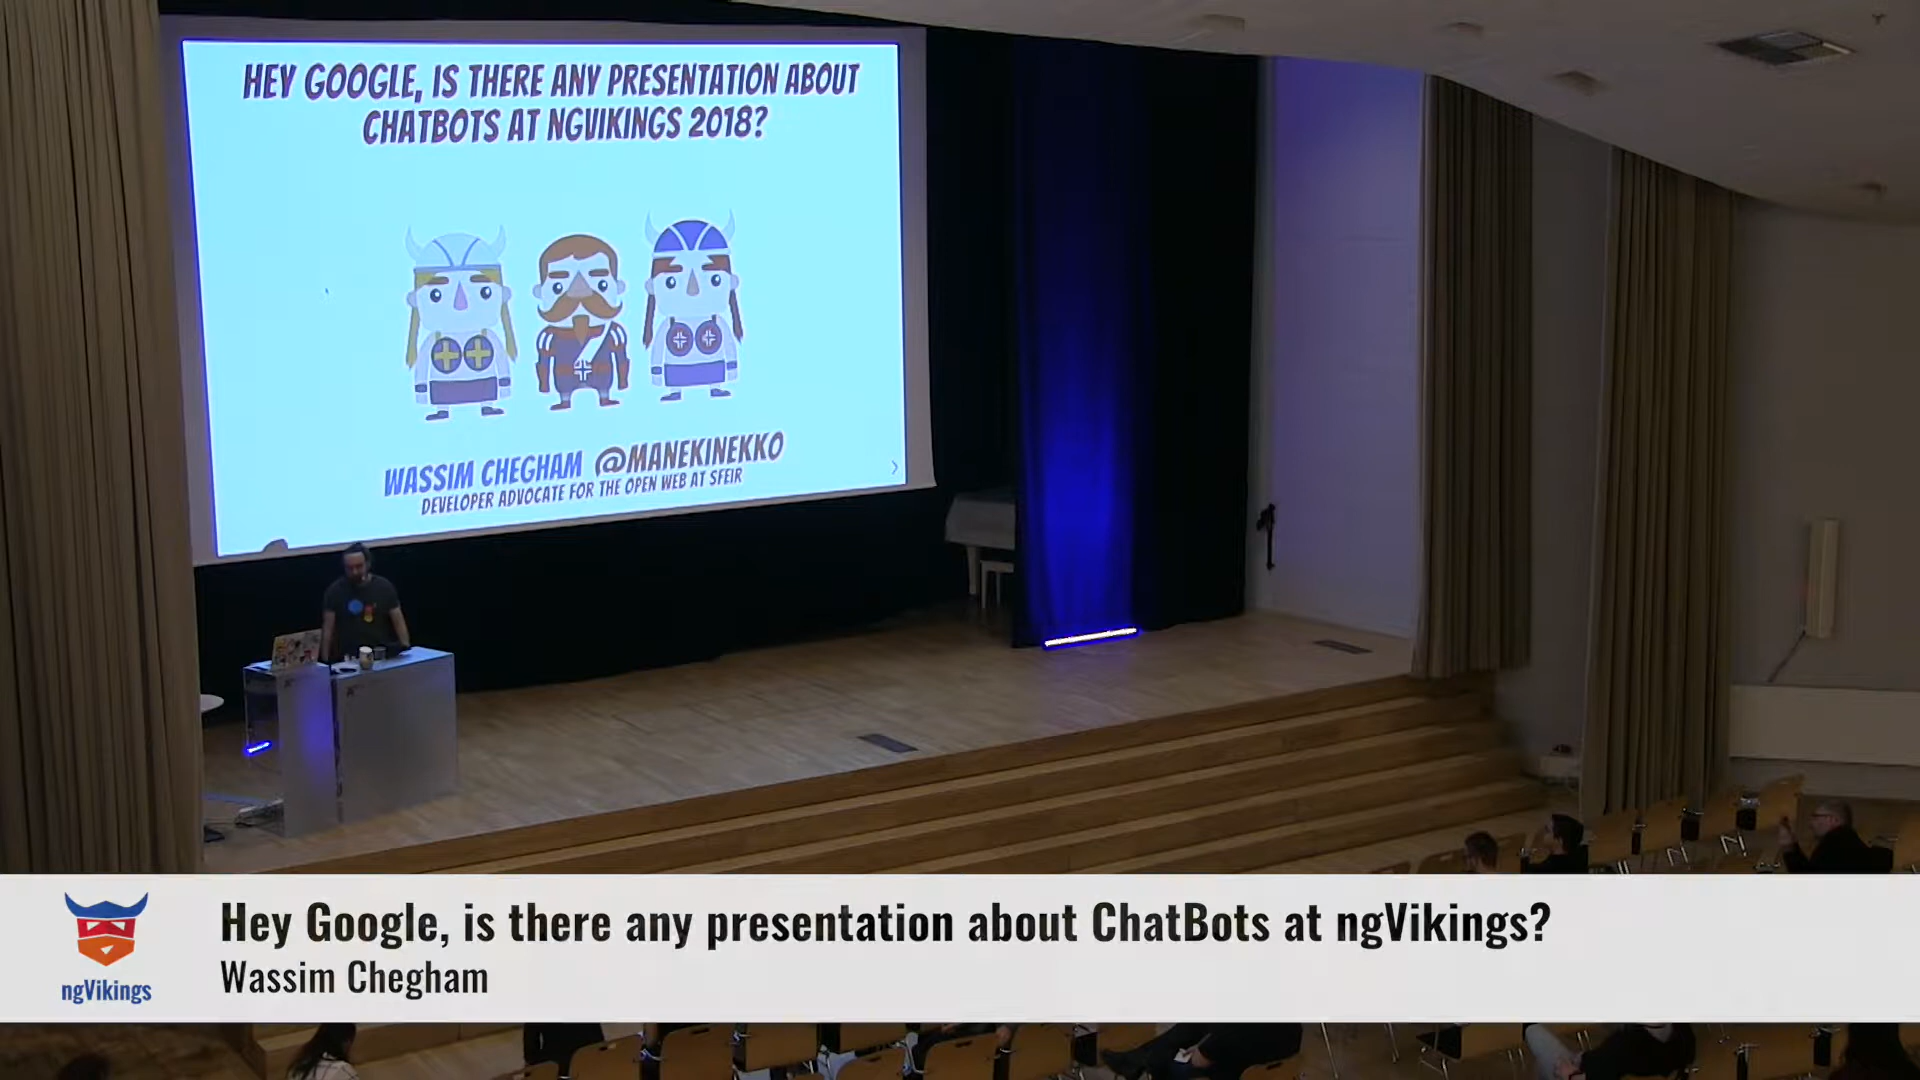 HEY GOOGLE, IS THERE ANY PRESENTATION ABOUT
CHATBOTS AT NGVIKINGS 2018?
WASSIM CHEGHAM @MANEKINEKKO
DEVELOPER ADVOCATE FOR THE OPEN WEB AT SFEIR
Hey Google, is there any presentation about ChatBots at ngVikings?
Wassim Chegham
ngVikings